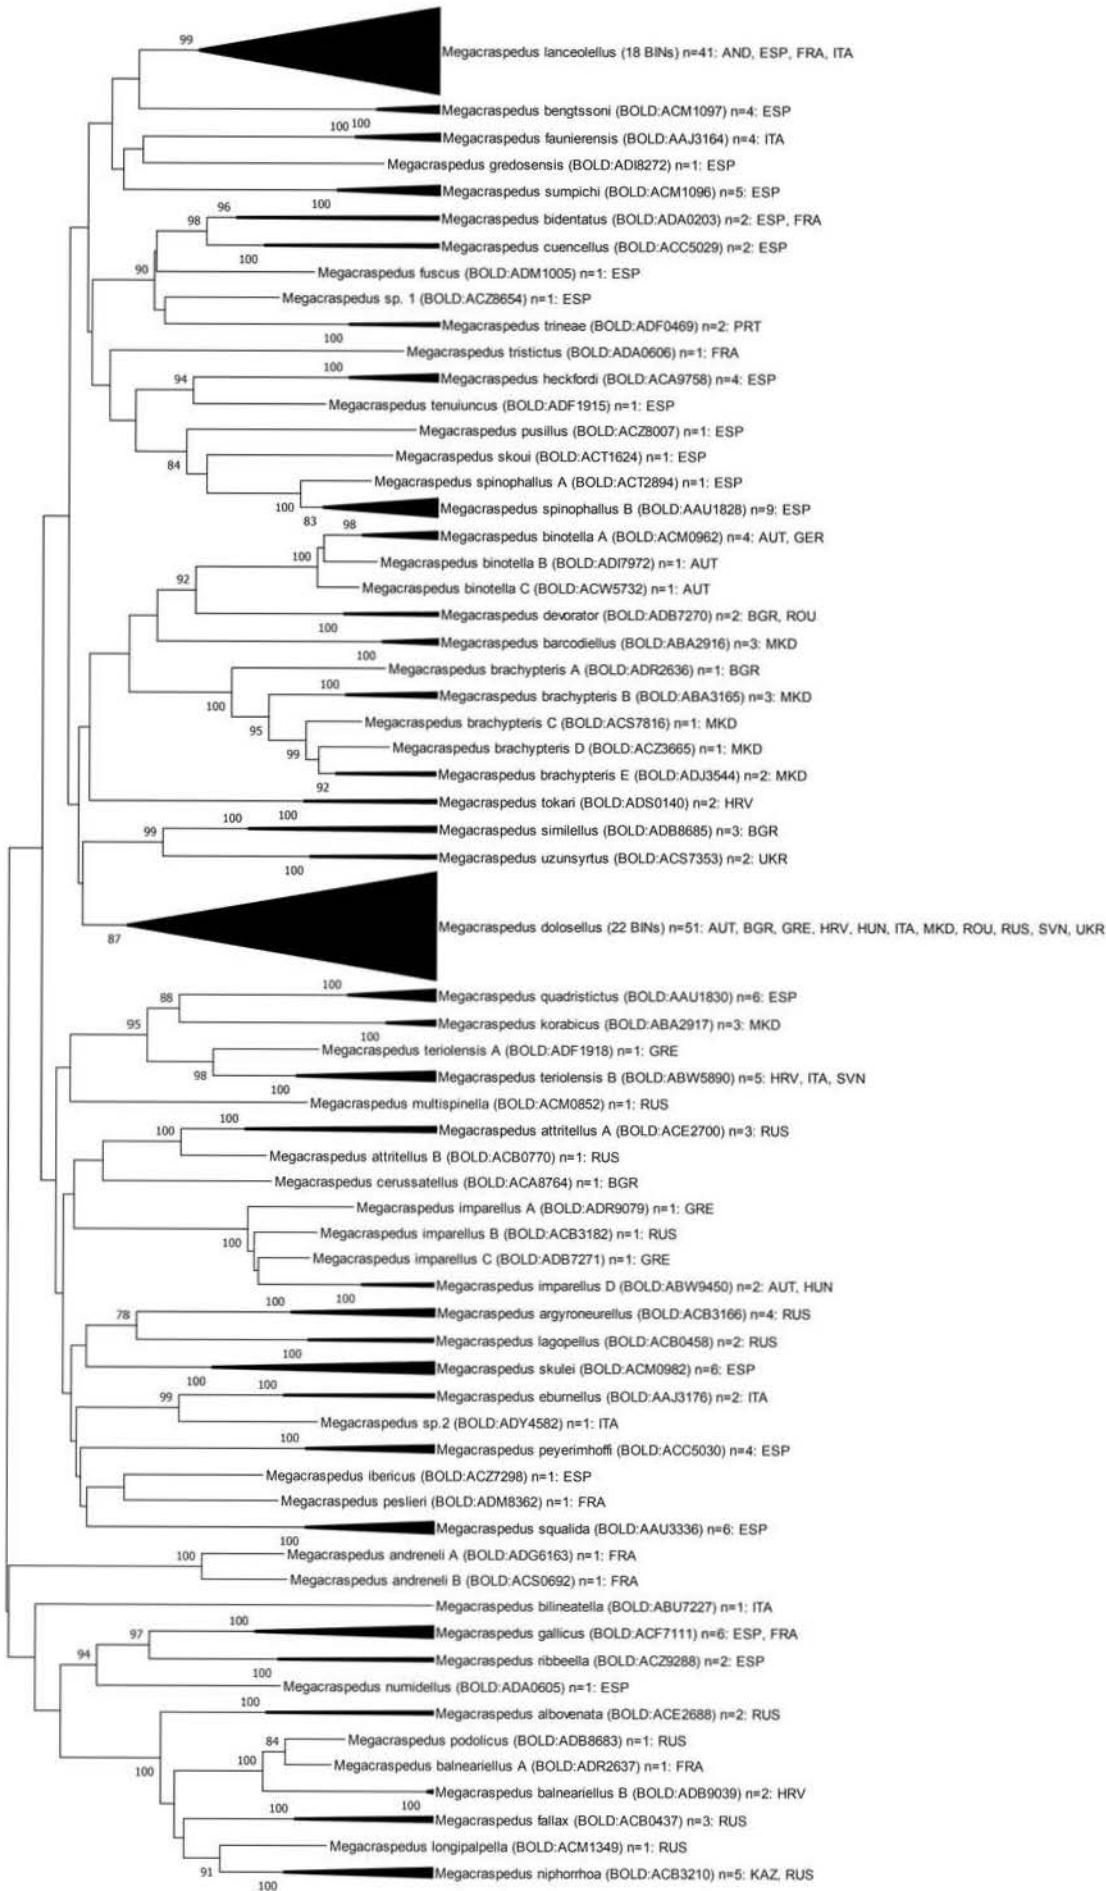 99
Megacraspedus lanceolellus (18 BINs) n=41: AND, ESP, FRA, ITA
Megacraspedus bengtssoni (BOLD:ACM1097) n=4: ESP
100 100
Megacraspedus faunierensis (BOLD:AAJ3164) n=4: ITA
Megacraspedus gredosensis (BOLD:ADI8272) n=1: ESP
Megacraspedus sumpichi (BOLD:ACM1096) n=5: ESP
96 100
98 Megacraspedus bidentatus (BOLD:ADA0203) n=2: ESP, FRA
Megacraspedus cuencellus (BOLD:ACC5029) n=2: ESP
100
90 Megacraspedus fuscus (BOLD:ADM1005) n=1: ESP
Megacraspedus sp. 1 (BOLD:ACZ8654) n=1: ESP
Megacraspedus trineae (BOLD:ADF0469) n=2: PRT
100
Megacraspedus tristictus (BOLD:ADA0606) n=1: FRA
100
94 Megacraspedus heckfordi (BOLD:ACA9758) n=4: ESP
Megacraspedus tenuiuncus (BOLD:ADF1915) n=1: ESP
Megacraspedus pusillus (BOLD:ACZ8007) n=1: ESP
84 Megacraspedus skoui (BOLD:ACT1624) n=1: ESP
Megacraspedus spinophallus A (BOLD:ACT2894) n=1: ESP
100 Megacraspedus spinophallus B (BOLD:AAU1828) n=9: ESP
83 98
Megacraspedus binotella A (BOLD:ACM0962) n=4: AUT, GER
100 Megacraspedus binotella B (BOLD:ADI7972) n=1: AUT
92 Megacraspedus binotella C (BOLD:ACW5732) n=1: AUT
Megacraspedus devorator (BOLD:ADB7270) n=2: BGR, ROU
100
Megacraspedus barcodiellus (BOLD:ABA2916) n=3: MKD
100
Megacraspedus brachypteris A (BOLD:ADR2636) n=1: BGR
100
Megacraspedus brachypteris B (BOLD:ABA3165) n=3: MKD
100
Megacraspedus brachypteris C (BOLD:ACS7816) n=1: MKD
95
Megacraspedus brachypteris D (BOLD:ACZ3665) n=1: MKD
99
Megacraspedus brachypteris E (BOLD:ADJ3544) n=2: MKD
92
Megacraspedus tokari (BOLD:ADS0140) n=2: HRV
100 100
99 Megacraspedus similellus (BOLD:ADB8685) n=3: BGR
Megacraspedus uzunsyrtus (BOLD:ACS7353) n=2: UKR
100
Megacraspedus dolosellus (22 BINs) n=51: AUT, BGR, GRE, HRV, HUN, ITA, MKD, ROU, RUS, SVN, UKR
87
100
88 Megacraspedus quadristictus (BOLD:AAU1830) n=6: ESP
95 Megacraspedus korabicus (BOLD:ABA2917) n=3: MKD
100
Megacraspedus teriolensis A (BOLD:ADF1918) n=1: GRE
98 Megacraspedus teriolensis B (BOLD:ABW5890) n=5: HRV, ITA, SVN
100
Megacraspedus multispinella (BOLD:ACM0852) n=1: RUS
100
100 Megacraspedus attritellus A (BOLD:ACE2700) n=3: RUS
Megacraspedus attritellus B (BOLD:ACB0770) n=1: RUS
Megacraspedus cerussatellus (BOLD:ACA8764) n=1: BGR
Megacraspedus imparellus A (BOLD:ADR9079) n=1: GRE
Megacraspedus imparellus B (BOLD:ACB3182) n=1: RUS
100
Megacraspedus imparellus C (BOLD:ADB7271) n=1: GRE
Megacraspedus imparellus D (BOLD:ABW9450) n=2: AUT, HUN
100 100
78 Megacraspedus argyroneurellus (BOLD:ACB3166) n=4: RUS
Megacraspedus lagopellus (BOLD:ACB0458) n=2: RUS
100
Megacraspedus skulei (BOLD:ACM0982) n=6: ESP
100 100
99 Megacraspedus eburnellus (BOLD:AAJ3176) n=2: ITA
Megacraspedus sp.2 (BOLD:ADY4582) n=1: ITA
100
Megacraspedus peyerimhoffi (BOLD:ACC5030) n=4: ESP
Megacraspedus ibericus (BOLD:ACZ7298) n=1: ESP
Megacraspedus peslieri (BOLD:ADM8362) n=1: FRA
Megacraspedus squalida (BOLD:AAU3336) n=6: ESP
100
100 Megacraspedus andreneli A (BOLD:ADG6163) n=1: FRA
Megacraspedus andreneli B (BOLD:ACS0692) n=1: FRA
Megacraspedus bilineatella (BOLD:ABU7227) n=1: ITA
100
97 Megacraspedus gallicus (BOLD:ACF7111) n=6: ESP, FRA
94 Megacraspedus ribbeella (BOLD:ACZ9288) n=2: ESP
100
Megacraspedus numidellus (BOLD:ADA0605) n=1: ESP
100
Megacraspedus albovenata (BOLD:ACE2688) n=2: RUS
84 Megacraspedus podolicus (BOLD:ADB8683) n=1: RUS
100 Megacraspedus balneariellus A (BOLD:ADR2637) n=1: FRA
100
Megacraspedus balneariellus B (BOLD:ADB9039) n=2: HRV
100 100
Megacraspedus fallax (BOLD:ACB0437) n=3: RUS
Megacraspedus longipalpella (BOLD:ACM1349) n=1: RUS
91 Megacraspedus niphorrhoa (BOLD:ACB3210) n=5: KAZ, RUS
100